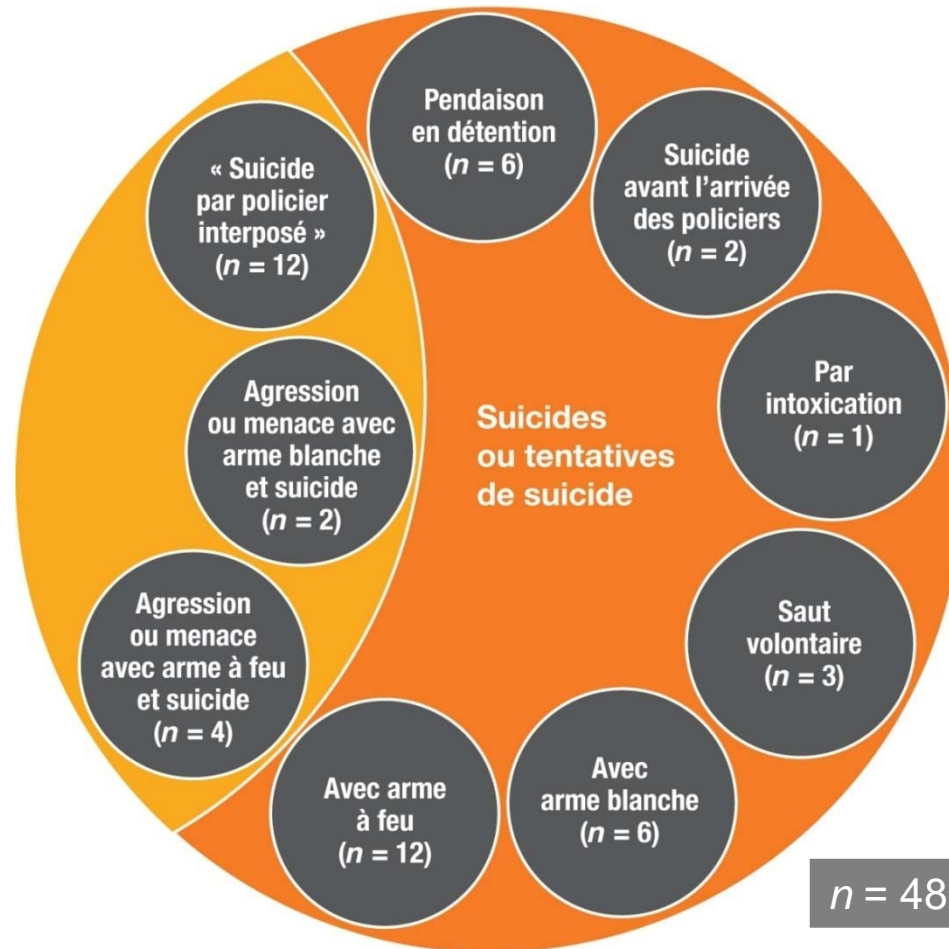 Pendaison
en détention
(n = 6)
Suicide
avant l’arrivée
des policiers
(n = 2)
Par
intoxication
(n = 1)
Saut
volontaire
(n = 3)
Avec
arme blanche
(n = 6)
Avec arme
à feu
(n = 12)
Agression
ou menace
avec arme à feu
et suicide
(n = 4)
Agression
ou menace avec
arme blanche
et suicide
(n = 2)
« Suicide
par policier
interposé »
(n = 12)
Suicides
ou tentatives
de suicide
n = 48